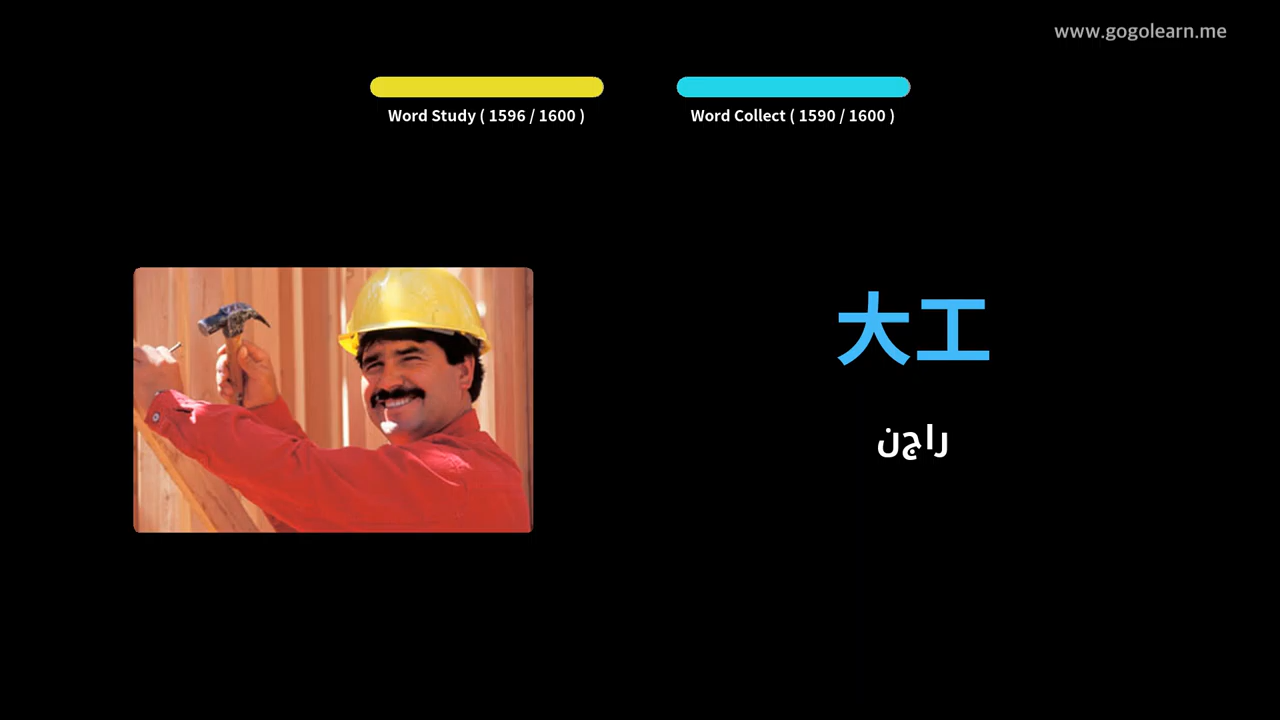 www.gogolearn.me
Word Study ( 1596 / 1600 )
Word Collect ( 1590 / 1600 )
大工
راجن